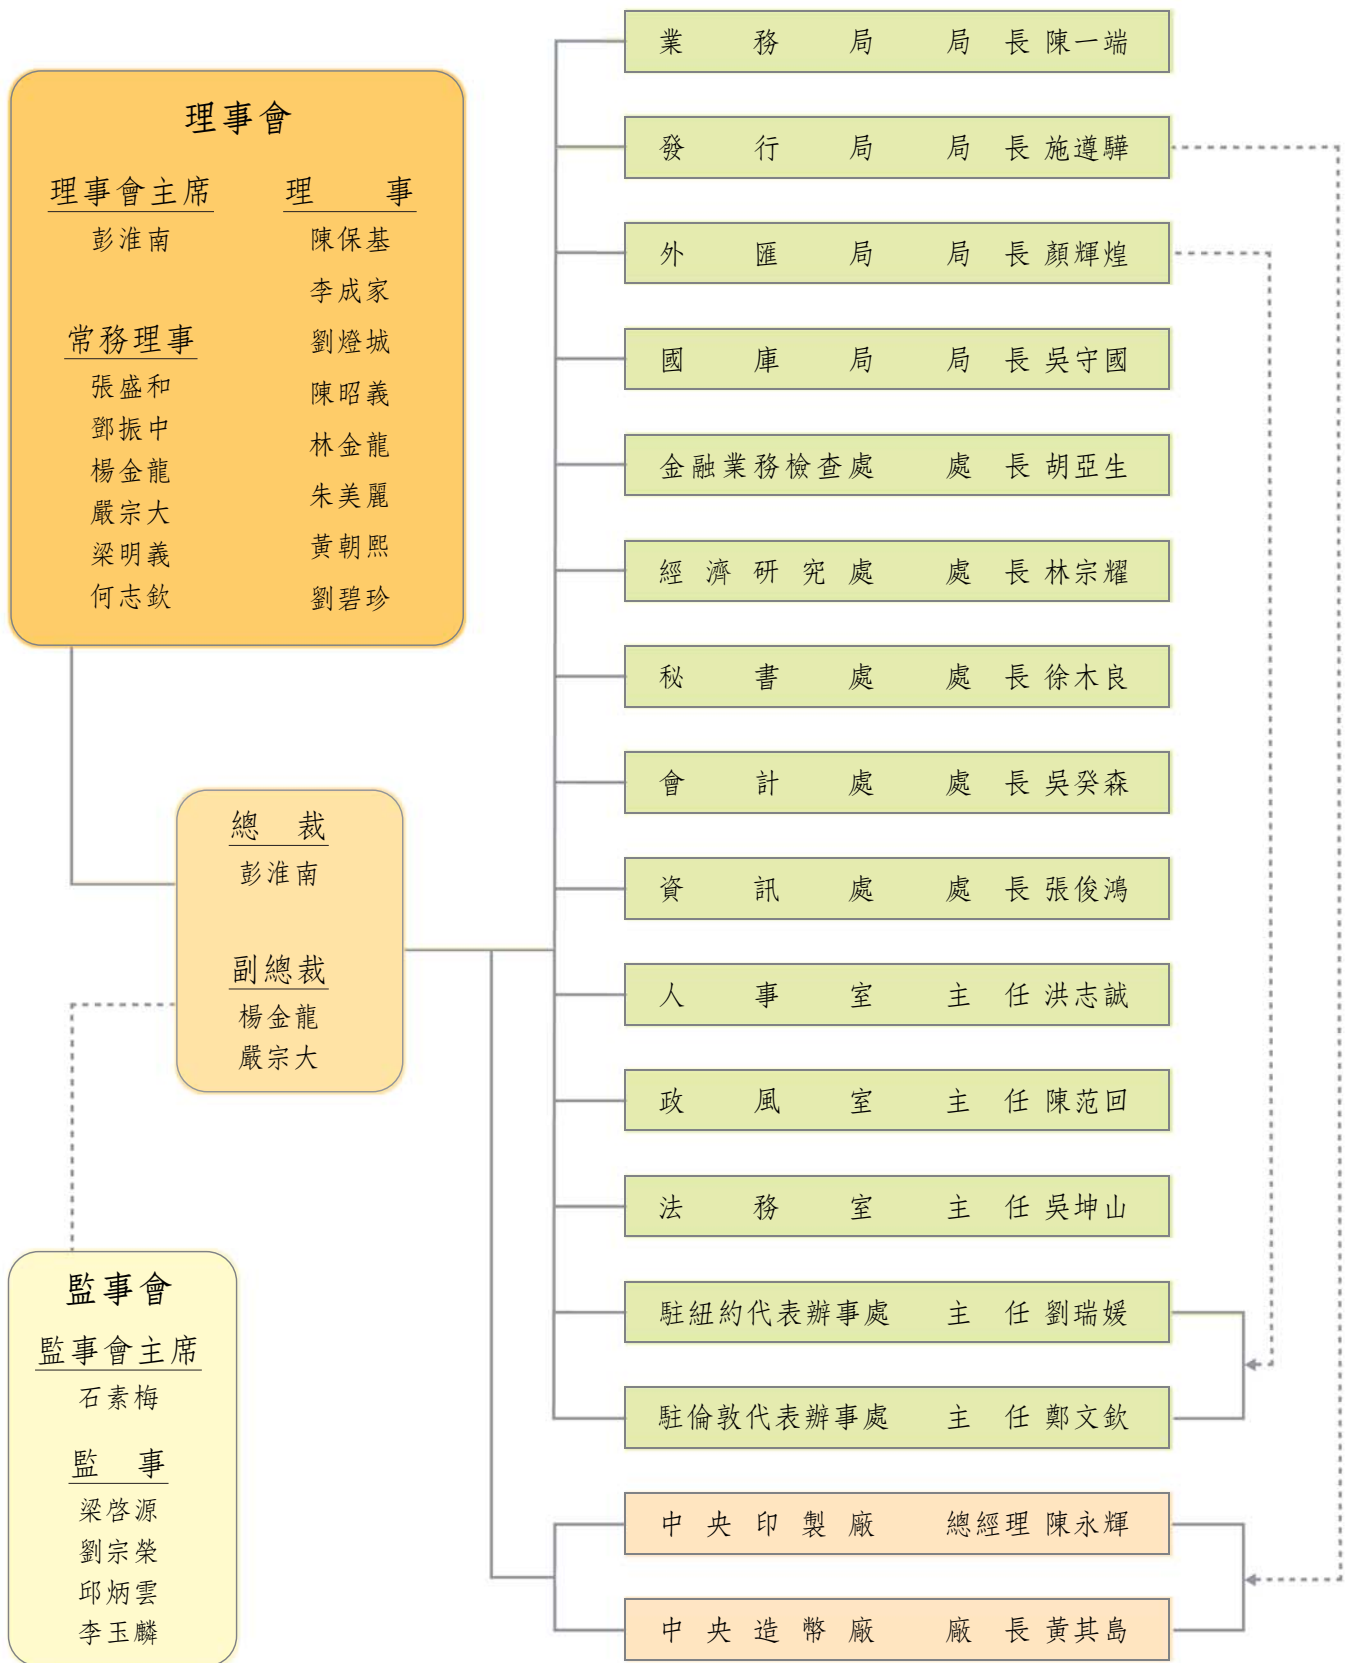 理事會
理事會主席
彭淮南
常務理事
張盛和
鄧振中
楊金龍
嚴宗大
梁明義
何志欽
理 事
陳保基
李成家
劉燈城
陳昭義
林金龍
朱美麗
黃朝熙
劉碧珍
總 裁
彭淮南
副總裁
楊金龍
嚴宗大
監事會
監事會主席
石素梅
監 事
梁啓源
劉宗榮
邱炳雲
李玉麟
業務局 局長 陳一端
發行局 局長 施遵驊
外匯局 局長 顏輝煌
國庫局 局長 吳守國
金融業務檢查處 處長 胡亞生
經濟研究處 處長 林宗耀
秘書處 處長 徐木良
會計處 處長 吳癸森
資訊處 處長 張俊鴻
人事室 主任 洪志誠
政風室 主任 陳范回
法務室 主任 吳坤山
駐紐約代表辦事處 主任 劉瑞媛
駐倫敦代表辦事處 主任 鄭文欽
中央印製廠 總經理 陳永輝
中央造幣廠 廠長 黃其島